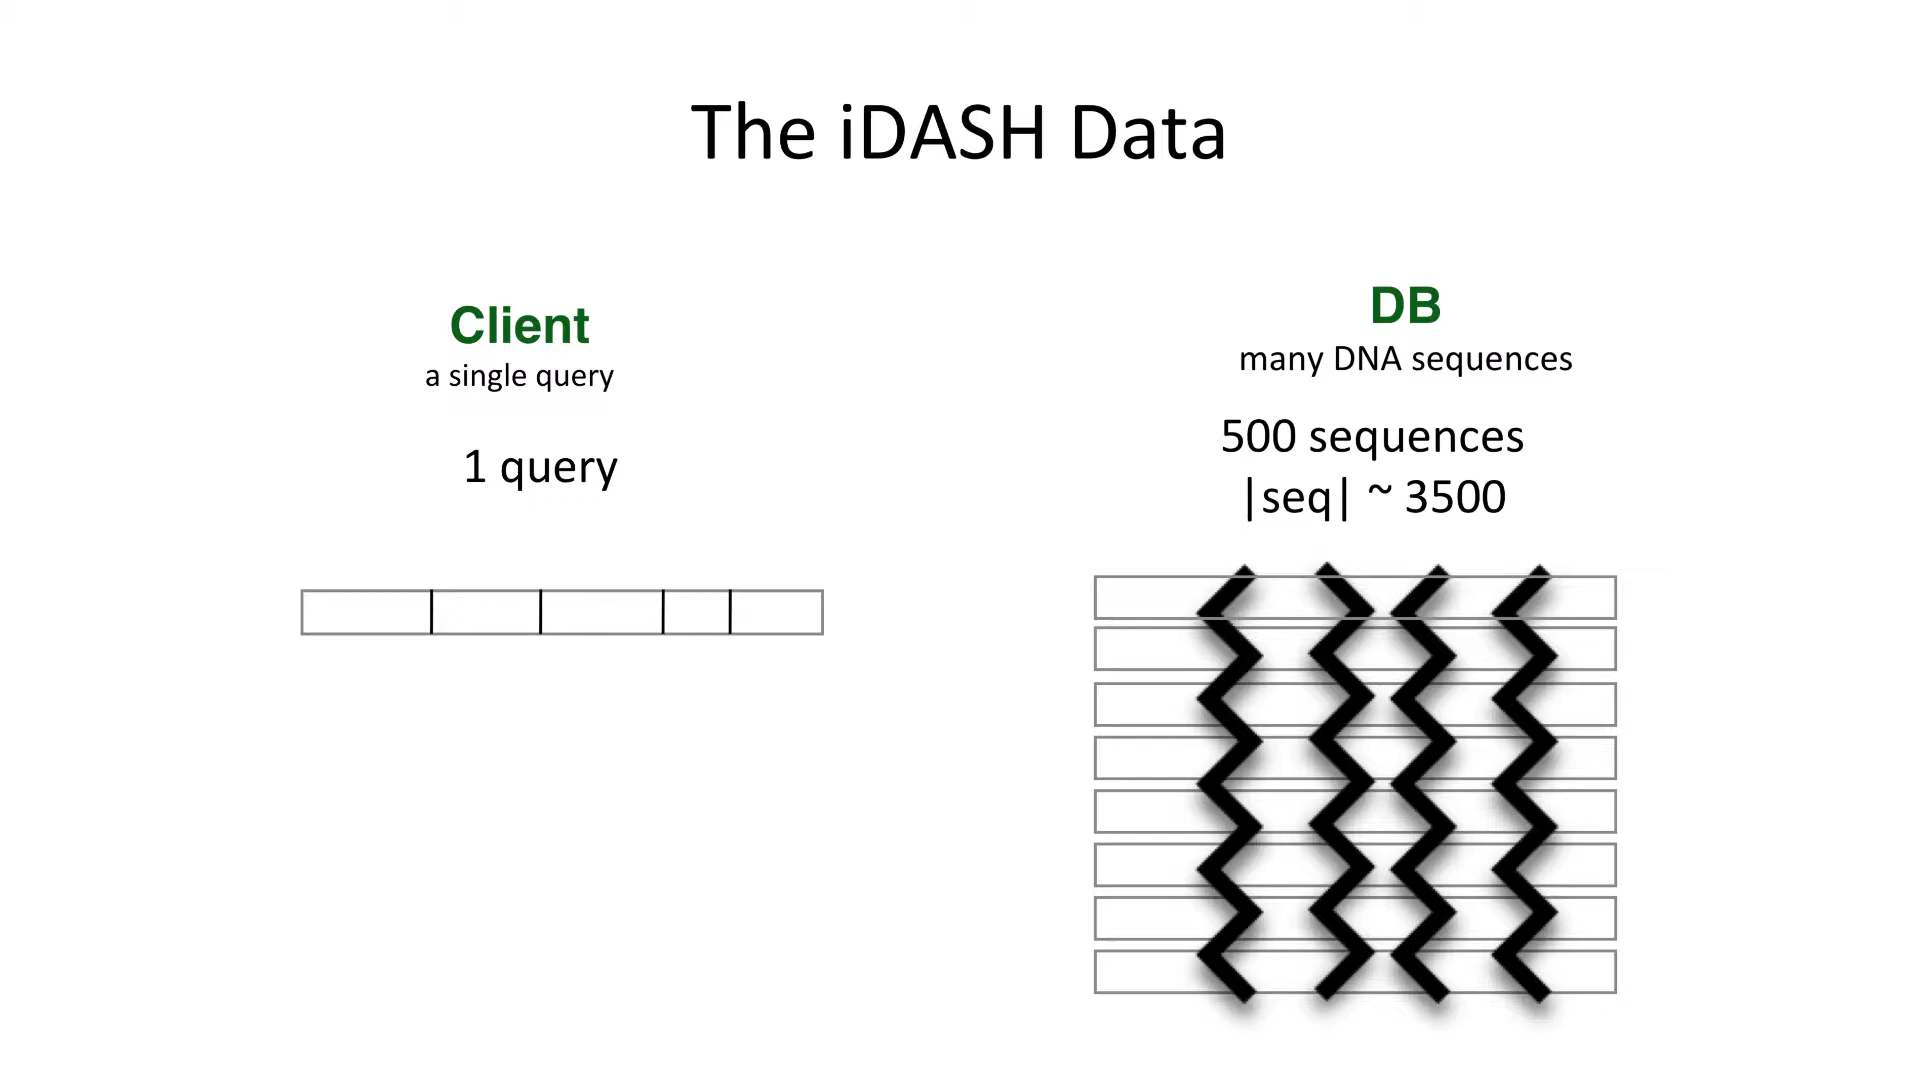 The iDASH Data
Client
a single query
1 query
DB
many DNA sequences
500 sequences
|seq| ~ 3500